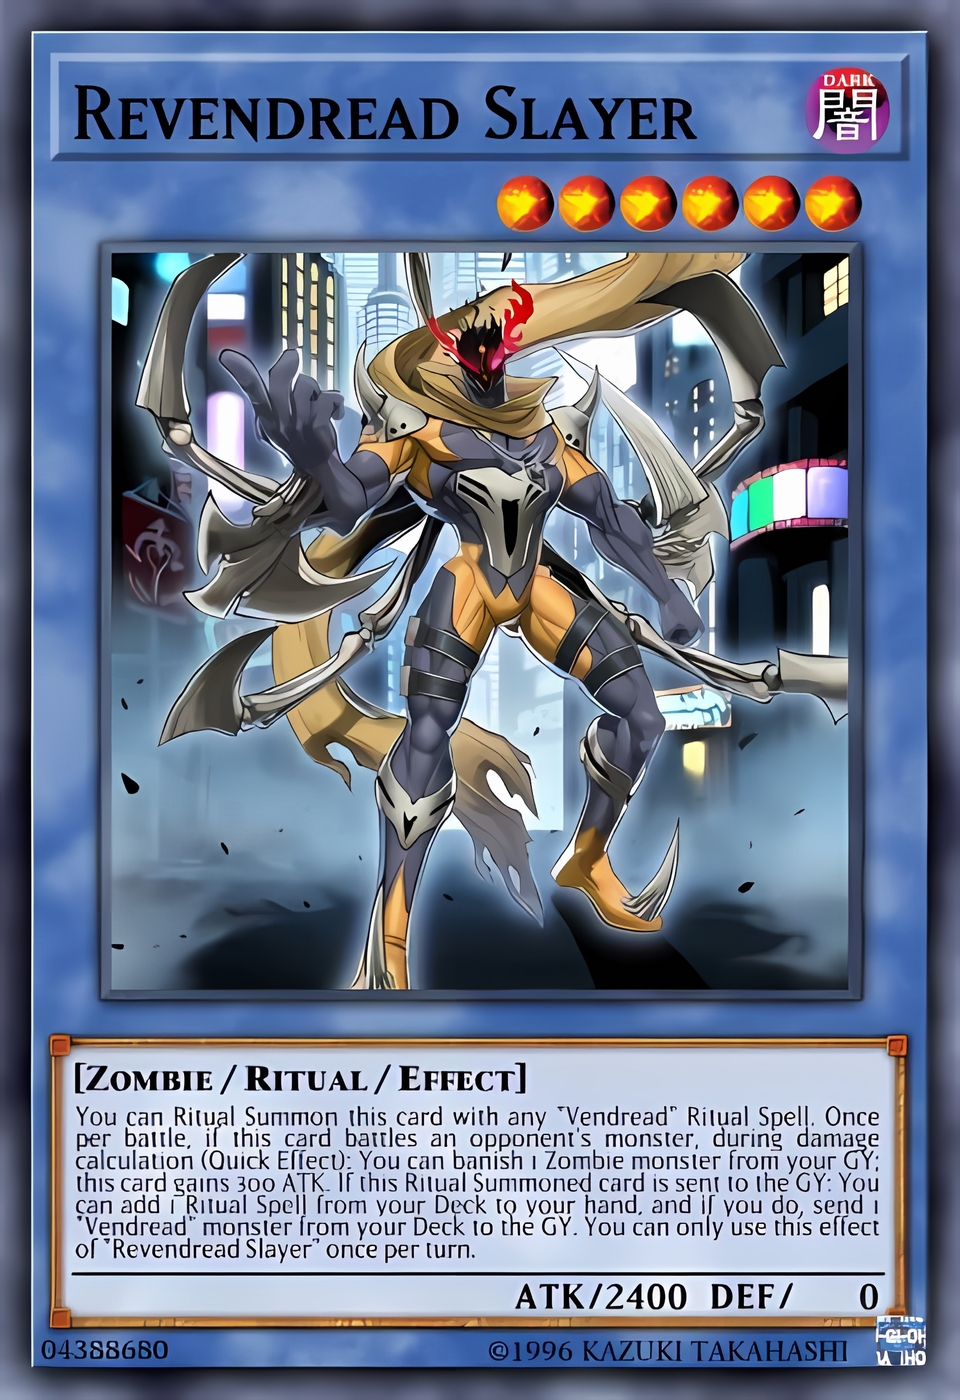 REVENDREAD SLAYER
DARK
闇
[ZOMBIE / RITUAL / EFFECT]
You can Ritual Summon this card with any "Vendread" Ritual Spell. Once
per battle, if this card battles an opponent's monster, during damage
calculation (Quick Effect): You can banish 1 Zombie monster from your GY;
this card gains 300 ATK. If this Ritual Summoned card is sent to the GY: You
can add 1 Ritual Spell from your Deck to your hand, and if you do, send 1
"Vendread" monster from your Deck to the GY. You can only use this effect
of "Revendread Slayer" once per turn.
ATK/2400 DEF/ 0
04388680
©1996 KAZUKI TAKAHASHI